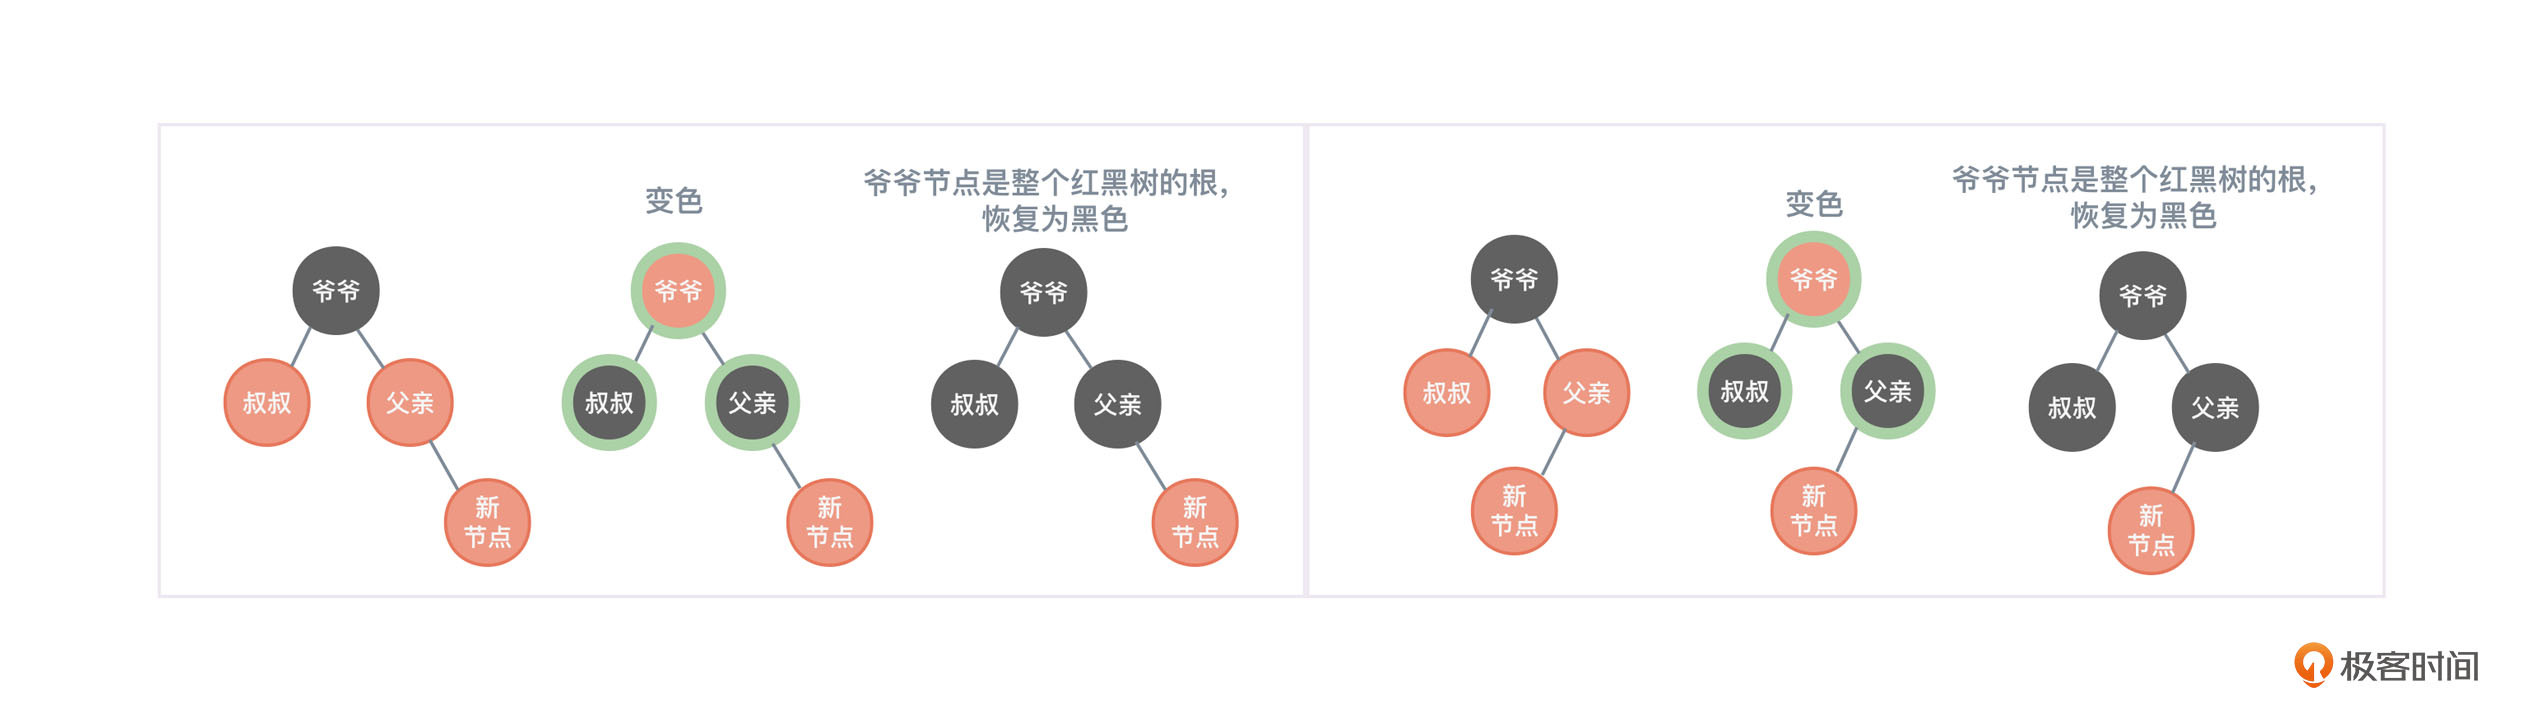 爷爷
叔叔
父亲
新
节点
变色
爷爷
叔叔
父亲
新
节点
爷爷节点是整个红黑树的根，
恢复为黑色
爷爷
叔叔
父亲
新
节点
爷爷
叔叔
父亲
新
节点
变色
爷爷
叔叔
父亲
新
节点
爷爷节点是整个红黑树的根，
恢复为黑色
爷爷
叔叔
父亲
新
节点
极客时间